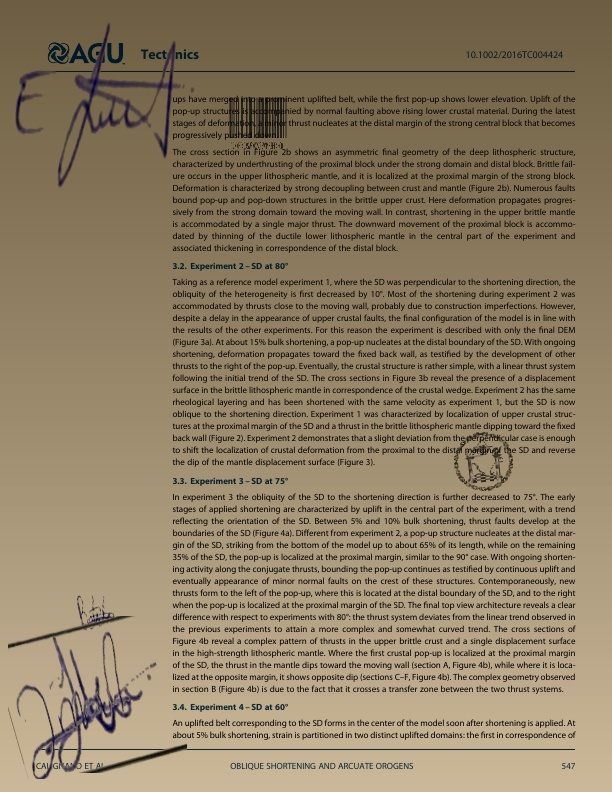 AGU Tectonics 10.1002/2016TC004424
ups have merged into a prominent uplifted belt, while the first pop-up shows lower elevation. Uplift of the
pop-up structures is accompanied by normal faulting above rising lower crustal material. During the latest
stages of deformation, a minor thrust nucleates at the distal margin of the strong central block that becomes
progressively pushed down.
The cross section in Figure 2b shows an asymmetric final geometry of the deep lithospheric structure,
characterized by underthrusting of the proximal block under the strong domain and distal block. Brittle fail-
ure occurs in the upper lithospheric mantle, and it is localized at the proximal margin of the strong block.
Deformation is characterized by strong decoupling between crust and mantle (Figure 2b). Numerous faults
bound pop-up and pop-down structures in the brittle upper crust. Here deformation propagates progres-
sively from the strong domain toward the moving wall. In contrast, shortening in the upper brittle mantle
is accommodated by a single major thrust. The downward movement of the proximal block is accommo-
dated by thinning of the ductile lower lithospheric mantle in the central part of the experiment and
associated thickening in correspondence of the distal block.
3.2. Experiment 2 – SD at 80°
Taking as a reference model experiment 1, where the SD was perpendicular to the shortening direction, the
obliquity of the heterogeneity is first decreased by 10°. Most of the shortening during experiment 2 was
accommodated by thrusts close to the moving wall, probably due to construction imperfections. However,
despite a delay in the appearance of upper crustal faults, the final configuration of the model is in line with
the results of the other experiments. For this reason the experiment is described with only the final DEM
(Figure 3a). At about 15% bulk shortening, a pop-up nucleates at the distal boundary of the SD. With ongoing
shortening, deformation propagates toward the fixed back wall, as testified by the development of other
thrusts to the right of the pop-up. Eventually, the crustal structure is rather simple, with a linear thrust system
following the initial trend of the SD. The cross sections in Figure 3b reveal the presence of a displacement
surface in the brittle lithospheric mantle in correspondence of the crustal wedge. Experiment 2 has the same
rheological layering and has been shortened with the same velocity as experiment 1, but the SD is now
oblique to the shortening direction. Experiment 1 was characterized by localization of upper crustal struc-
tures at the proximal margin of the SD and a thrust in the brittle lithospheric mantle dipping toward the fixed
back wall (Figure 2). Experiment 2 demonstrates that a slight deviation from the perpendicular case is enough
to shift the localization of crustal deformation from the proximal to the distal margin of the SD and reverse
the dip of the mantle displacement surface (Figure 3).
3.3. Experiment 3 – SD at 75°
In experiment 3 the obliquity of the SD to the shortening direction is further decreased to 75°. The early
stages of applied shortening are characterized by uplift in the central part of the experiment, with a trend
reflecting the orientation of the SD. Between 5% and 10% bulk shortening, thrust faults develop at the
boundaries of the SD (Figure 4a). Different from experiment 2, a pop-up structure nucleates at the distal mar-
gin of the SD, striking from the bottom of the model up to about 65% of its length, while on the remaining
35% of the SD, the pop-up is localized at the proximal margin, similar to the 90° case. With ongoing shorten-
ing activity along the conjugate thrusts, bounding the pop-up continues as testified by continuous uplift and
eventually appearance of minor normal faults on the crest of these structures. Contemporaneously, new
thrusts form to the left of the pop-up, where this is located at the distal boundary of the SD, and to the right
when the pop-up is localized at the proximal margin of the SD. The final top view architecture reveals a clear
difference with respect to experiments with 80°: the thrust system deviates from the linear trend observed in
the previous experiments to attain a more complex and somewhat curved trend. The cross sections of
Figure 4b reveal a complex pattern of thrusts in the upper brittle crust and a single displacement surface
in the high-strength lithospheric mantle. Where the first crustal pop-up is localized at the proximal margin
of the SD, the thrust in the mantle dips toward the moving wall (section A, Figure 4b), while where it is loca-
lized at the opposite margin, it shows opposite dip (sections C–F, Figure 4b). The complex geometry observed
in section B (Figure 4b) is due to the fact that it crosses a transfer zone between the two thrust systems.
3.4. Experiment 4 – SD at 60°
An uplifted belt corresponding to the SD forms in the center of the model soon after shortening is applied. At
about 5% bulk shortening, strain is partitioned in two distinct uplifted domains: the first in correspondence of
CALIGNANO ET AL. OBLIQUE SHORTENING AND ARCUATE OROGENS 547